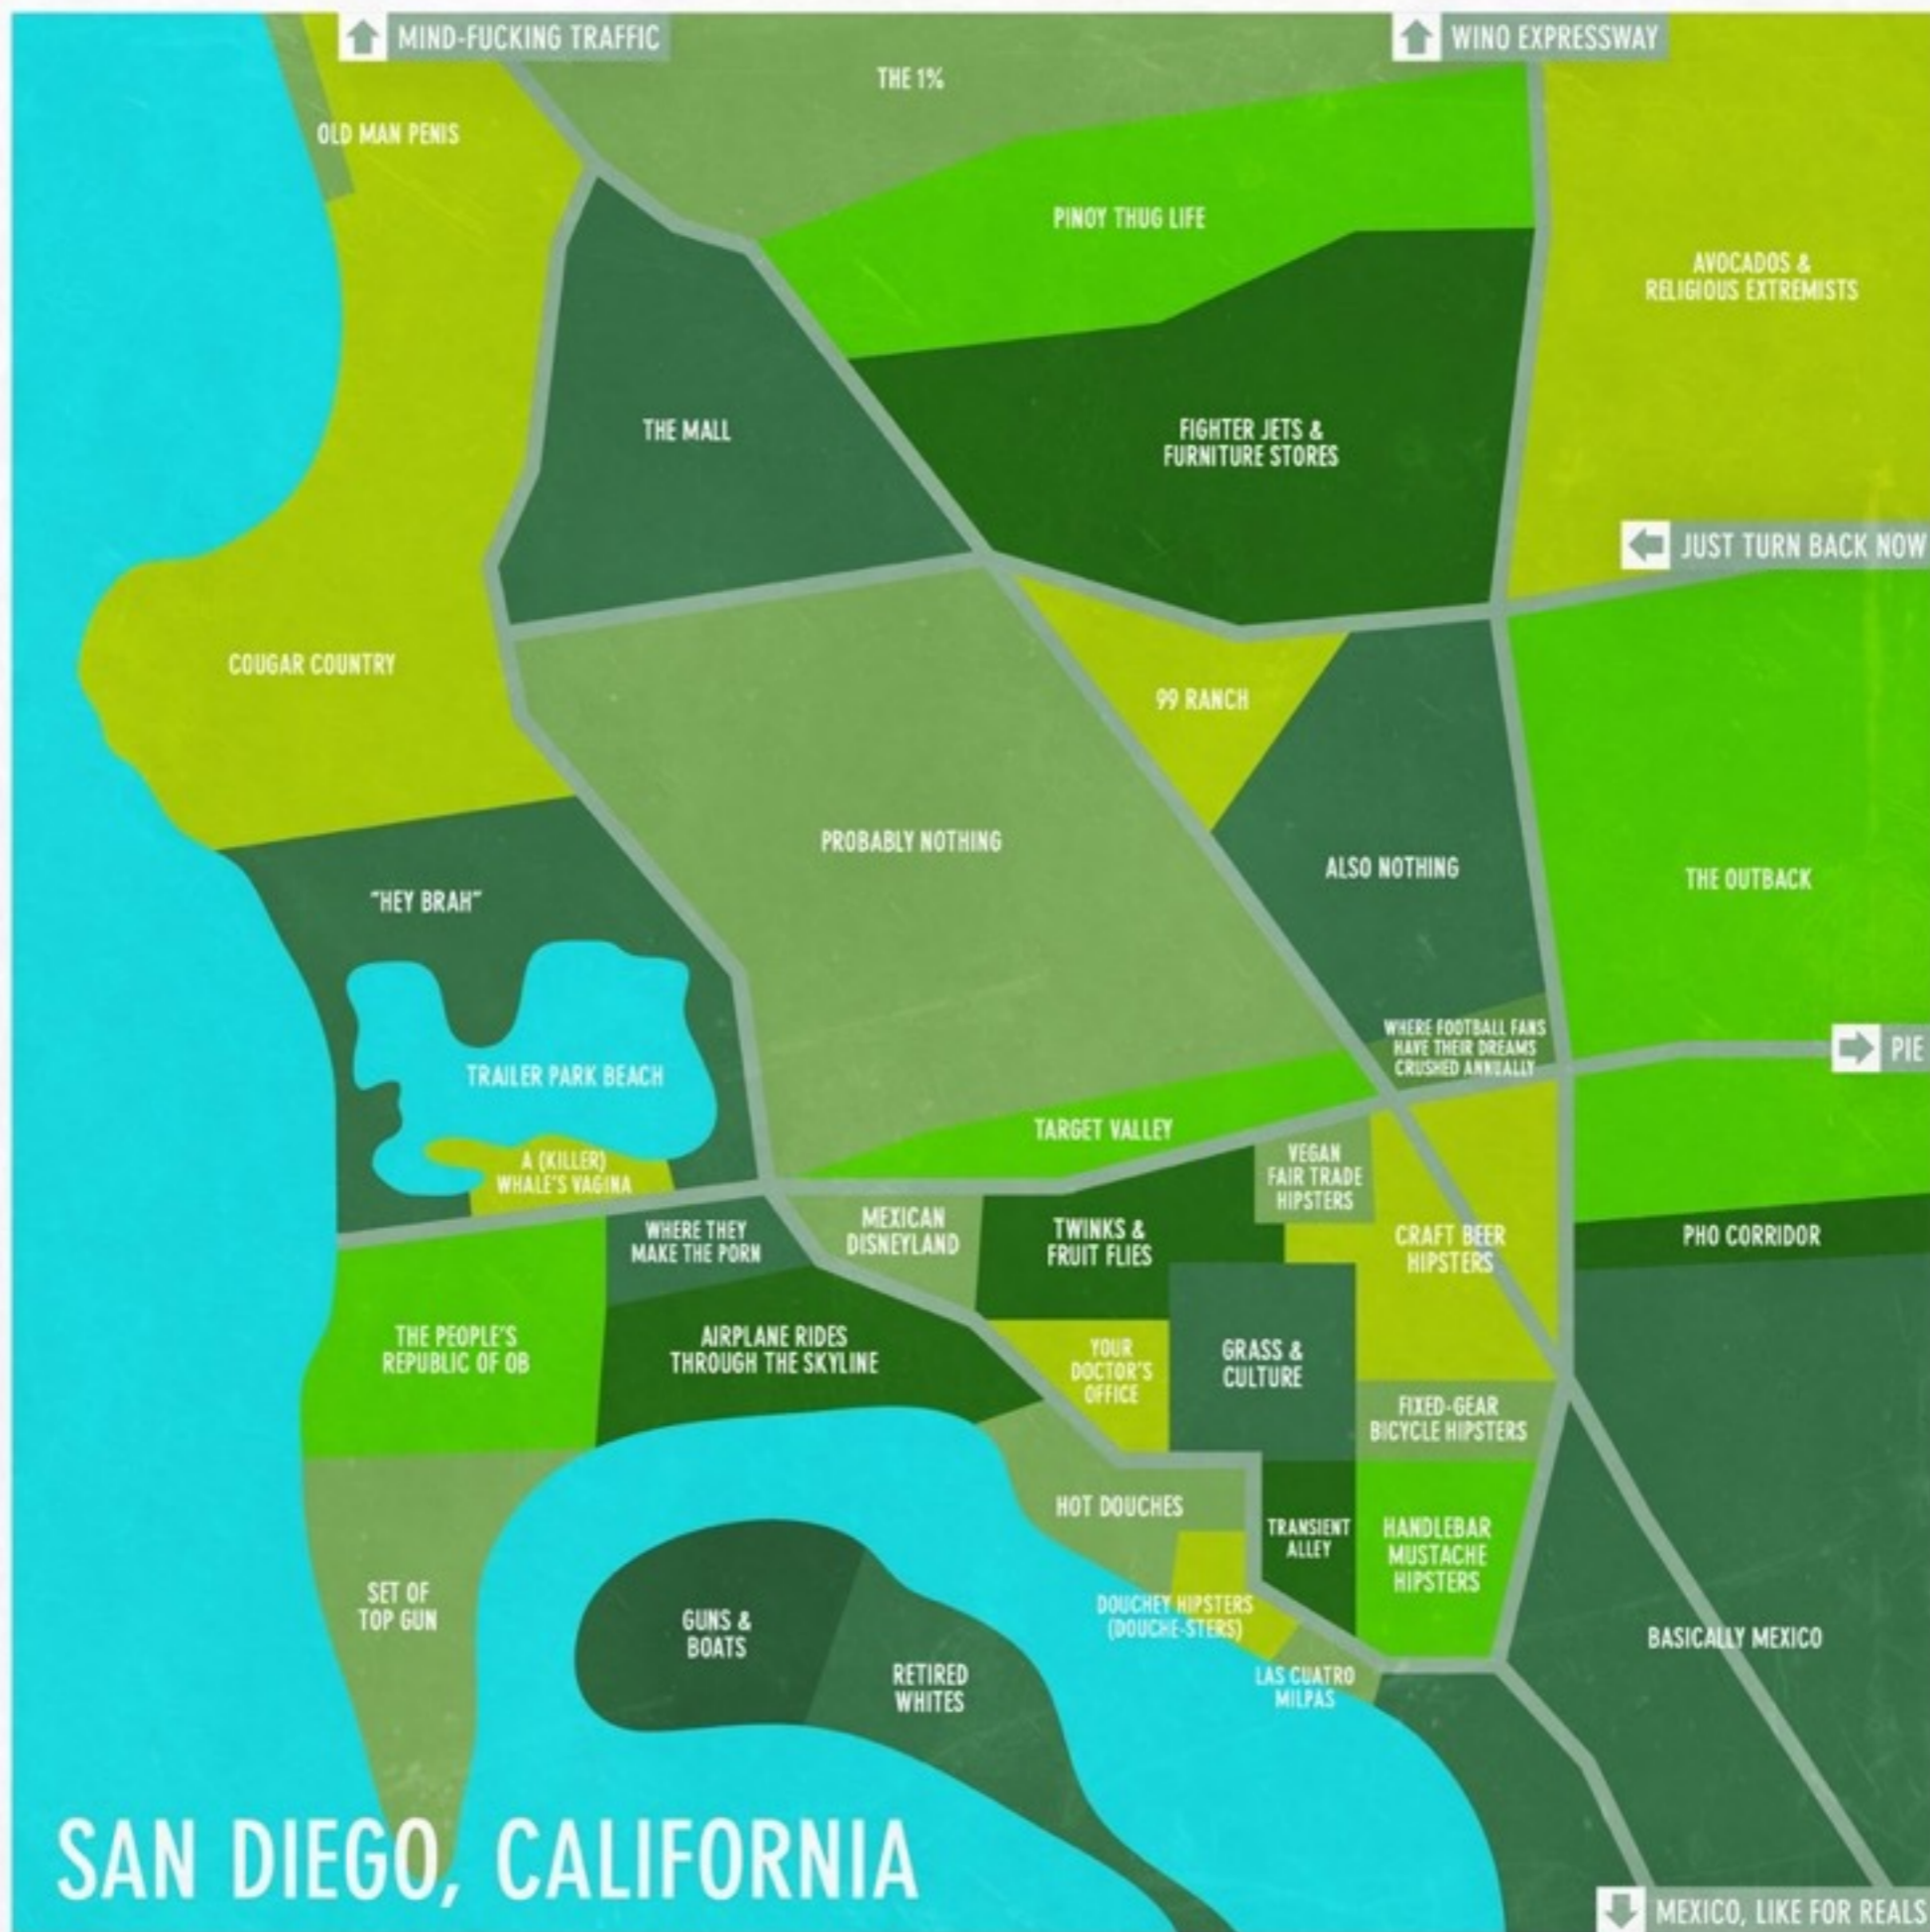 MIND-FUCKING TRAFFIC
WINO EXPRESSWAY
THE 1%
OLD MAN PENIS
PINOY THUG LIFE
AVOCADOS &
RELIGIOUS EXTREMISTS
THE MALL
FIGHTER JETS &
FURNITURE STORES
JUST TURN BACK NOW
COUGAR COUNTRY
99 RANCH
PROBABLY NOTHING
ALSO NOTHING
THE OUTBACK
"HEY BRAH"
WHERE FOOTBALL FANS
HAVE THEIR DREAMS
CRUSHED ANNUALLY
PIE
TRAILER PARK BEACH
TARGET VALLEY
A (KILLER)
WHALE'S VAGINA
VEGAN
FAIR TRADE
HIPSTERS
WHERE THEY
MAKE THE PORN
MEXICAN
DISNEYLAND
TWINKS &
FRUIT FLIES
CRAFT BEER
HIPSTERS
PHO CORRIDOR
THE PEOPLE'S
REPUBLIC OF OB
AIRPLANE RIDES
THROUGH THE SKYLINE
YOUR
DOCTOR'S
OFFICE
GRASS &
CULTURE
FIXED-GEAR
BICYCLE HIPSTERS
HOT DOUCHES
TRANSIENT
ALLEY
HANDLEBAR
MUSTACHE
HIPSTERS
SET OF
TOP GUN
GUNS &
BOATS
DOUCHEY HIPSTERS
(DOUCHE-STERS)
BASICALLY MEXICO
RETIRED
WHITES
LAS CUATRO
MILPAS
SAN DIEGO, CALIFORNIA
MEXICO, LIKE FOR REALS